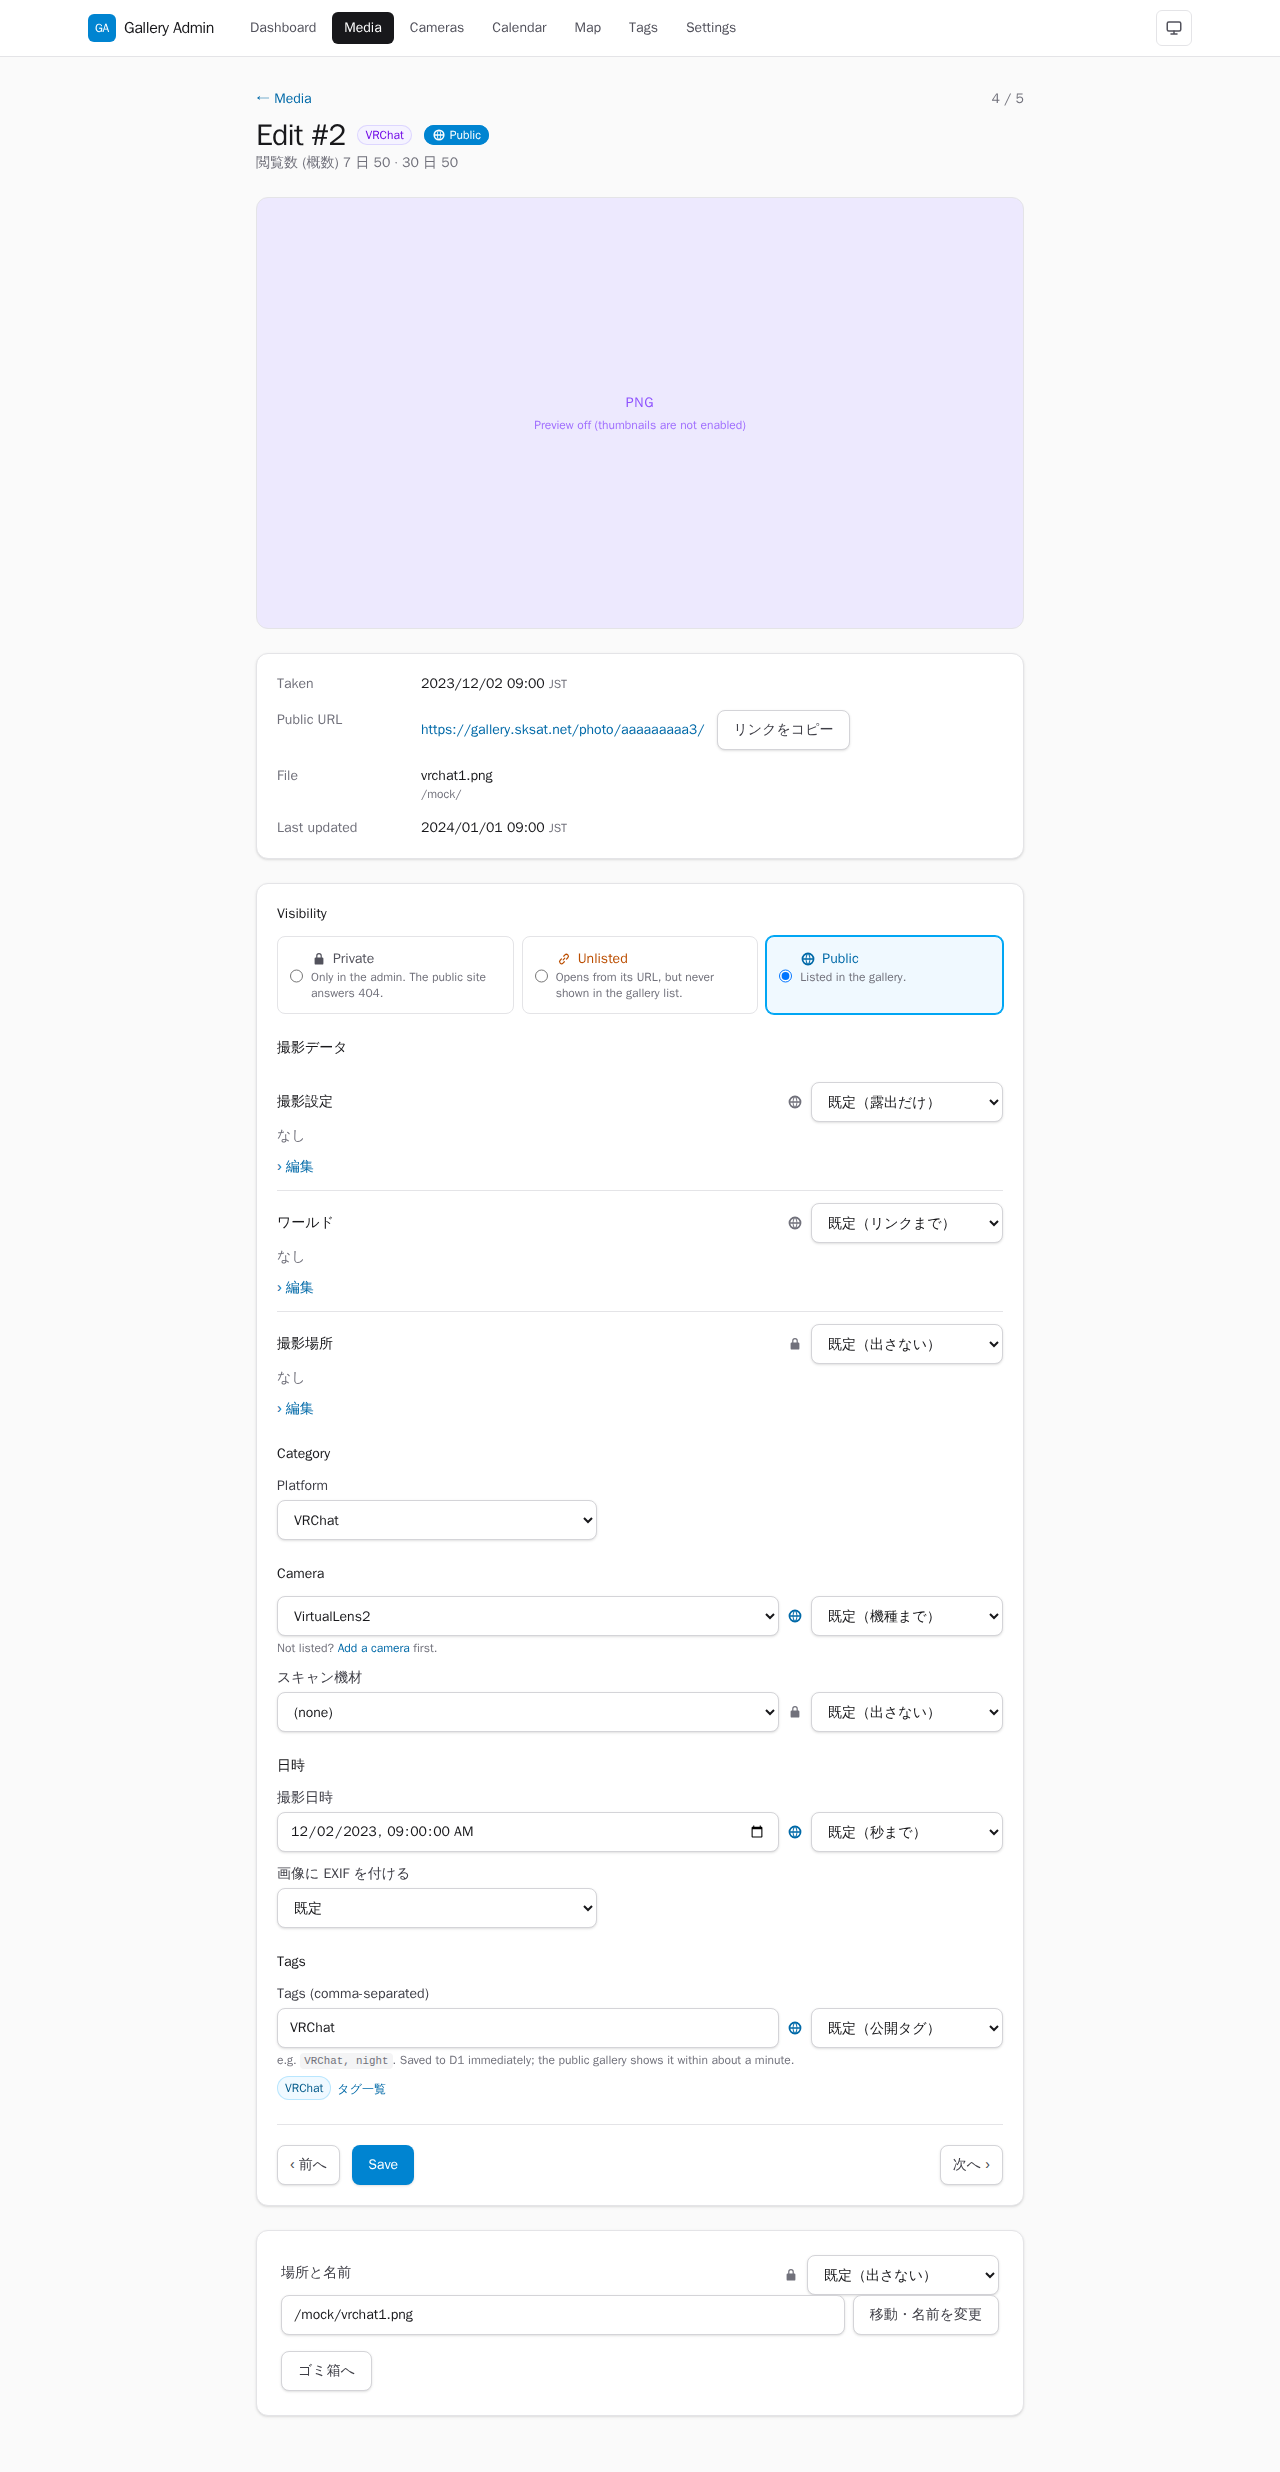 GA Gallery Admin Dashboard Media Cameras Calendar Map Tags Settings
← Media 4 / 5
Edit #2 VRChat Public
閲覧数 (概数) 7 日 50 · 30 日 50
PNG
Preview off (thumbnails are not enabled)
Taken 2023/12/02 09:00 JST
Public URL https://gallery.sksat.net/photo/aaaaaaaaa3/ リンクをコピー
File vrchat1.png
/mock/
Last updated 2024/01/01 09:00 JST
Visibility
Private
Only in the admin. The public site
answers 404.
Unlisted
Opens from its URL, but never
shown in the gallery list.
Public
Listed in the gallery.
撮影データ
撮影設定 既定（露出だけ）
なし
› 編集
ワールド 既定（リンクまで）
なし
› 編集
撮影場所 既定（出さない）
なし
› 編集
Category
Platform
VRChat
Camera
VirtualLens2 既定（機種まで）
Not listed? Add a camera first.
スキャン機材
(none) 既定（出さない）
日時
撮影日時
12/02/2023, 09:00:00 AM 既定（秒まで）
画像に EXIF を付ける
既定
Tags
Tags (comma-separated)
VRChat 既定（公開タグ）
e.g. VRChat, night. Saved to D1 immediately; the public gallery shows it within about a minute.
VRChat タグ一覧
‹ 前へ Save 次へ ›
場所と名前 既定（出さない）
/mock/vrchat1.png 移動・名前を変更
ゴミ箱へ